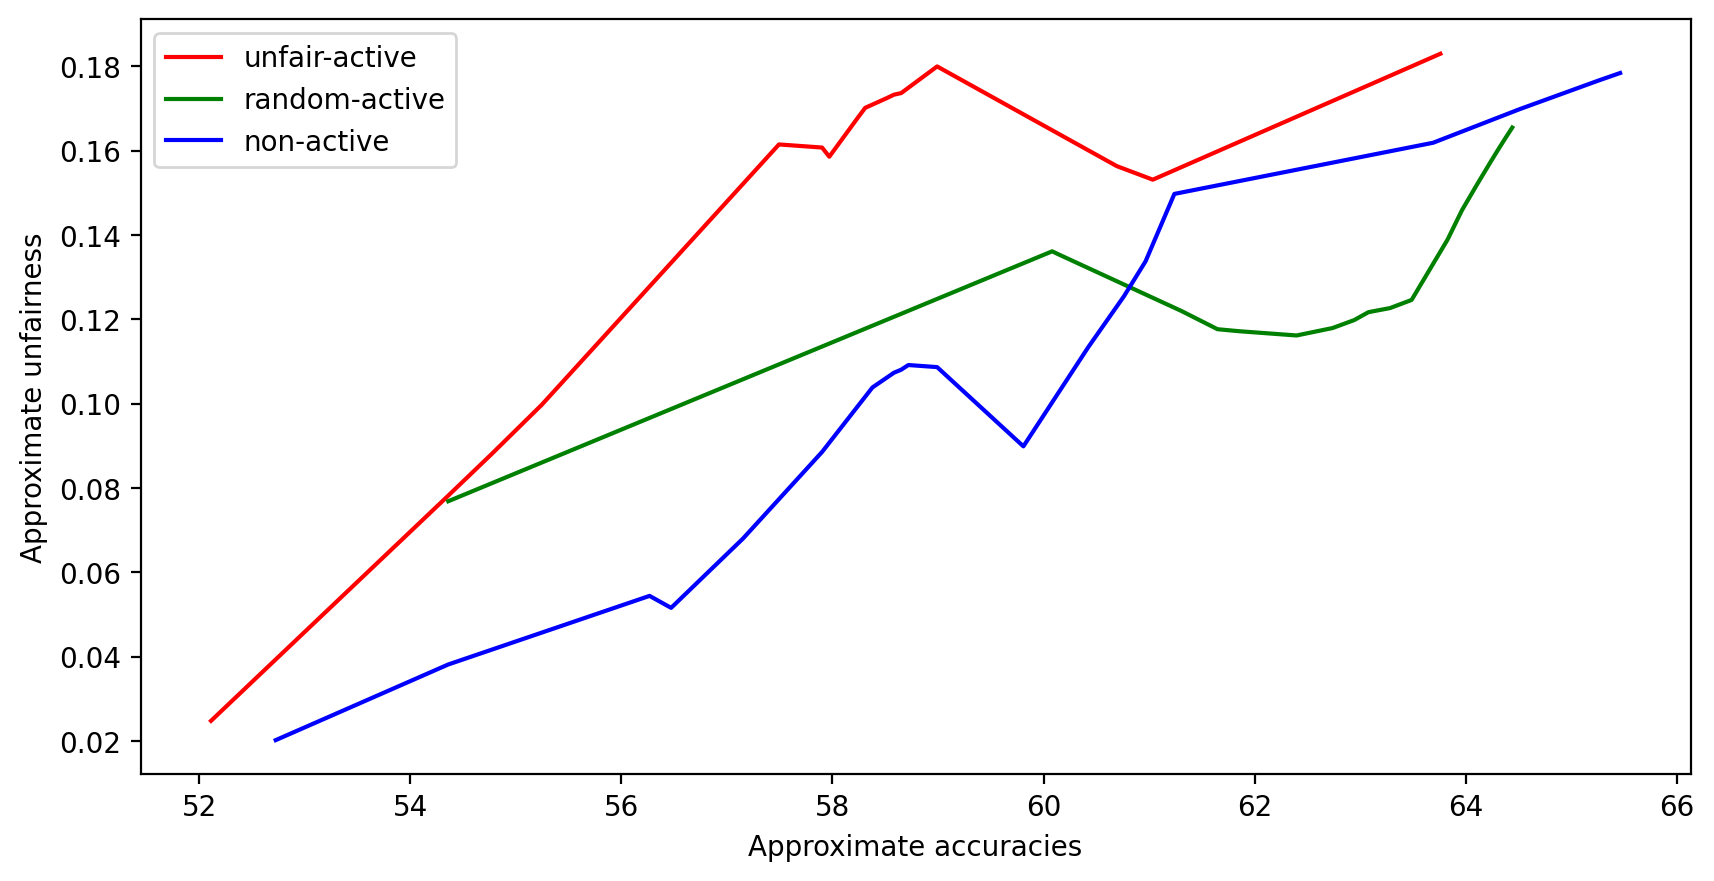 unfair-active
random-active
non-active
0.18
0.16
0.14
0.12
0.10
0.08
0.06
0.04
0.02
Approximate unfairness
52 54 56 58 60 62 64 66
Approximate accuracies